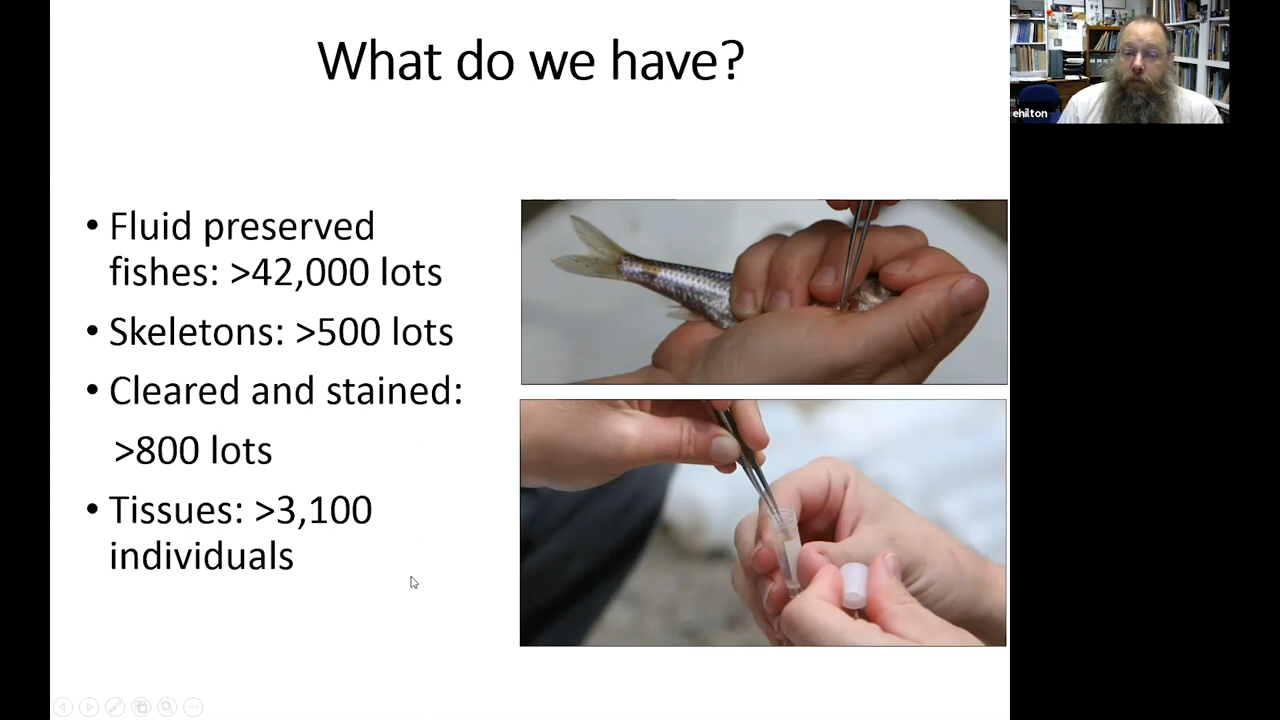 What do we have?
ehilton
• Fluid preserved
fishes: >42,000 lots
• Skeletons: >500 lots
• Cleared and stained:
>800 lots
• Tissues: >3,100
individuals